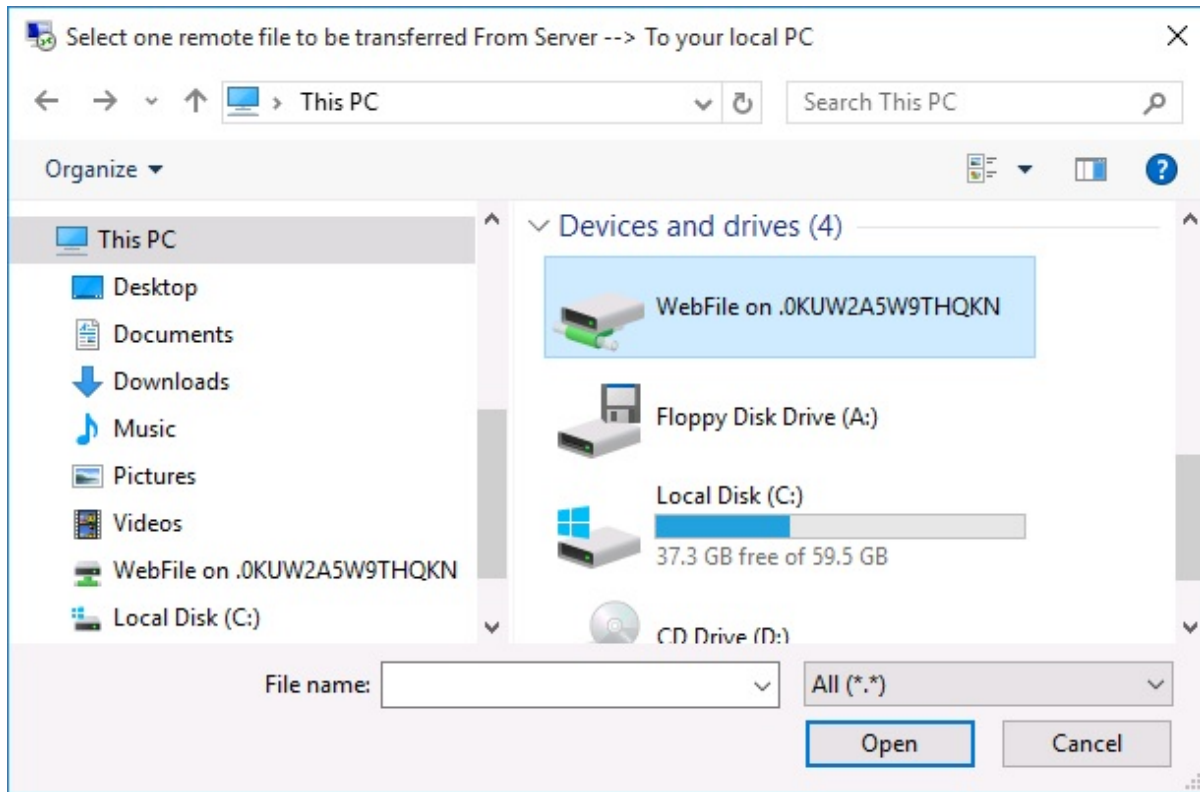 Select one remote file to be transferred From Server --> To your local PC
This PC
Search This PC
Organize
?
This PC
Desktop
Documents
Downloads
Music
Pictures
Videos
WebFile on .0KUW2A5W9THQKN
Local Disk (C:)
Devices and drives (4)
WebFile on .0KUW2A5W9THQKN
Floppy Disk Drive (A:)
Local Disk (C:)
37.3 GB free of 59.5 GB
CD Drive (D:)
File name:
All (*.*)
Open
Cancel